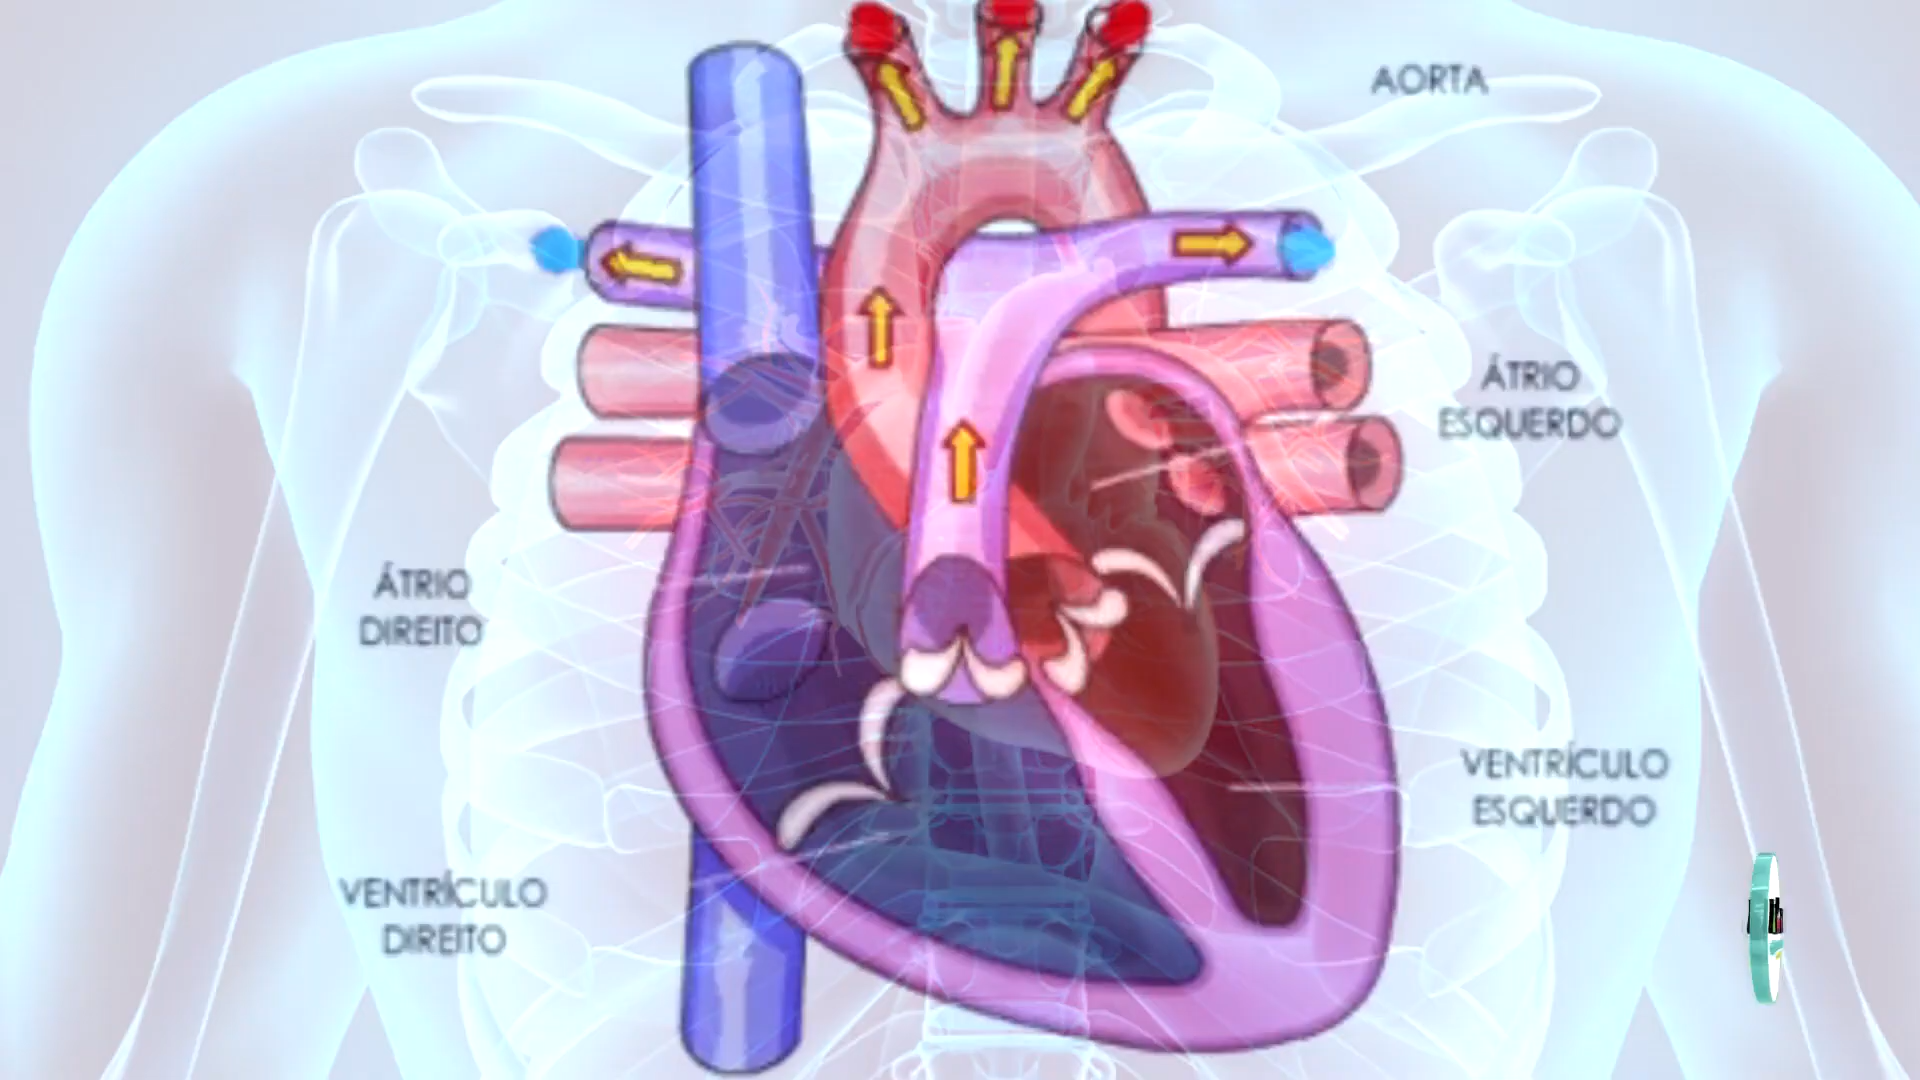 AORTA
ÁTRIO
ESQUERDO
ÁTRIO
DIREITO
VENTRÍCULO
ESQUERDO
VENTRÍCULO
DIREITO